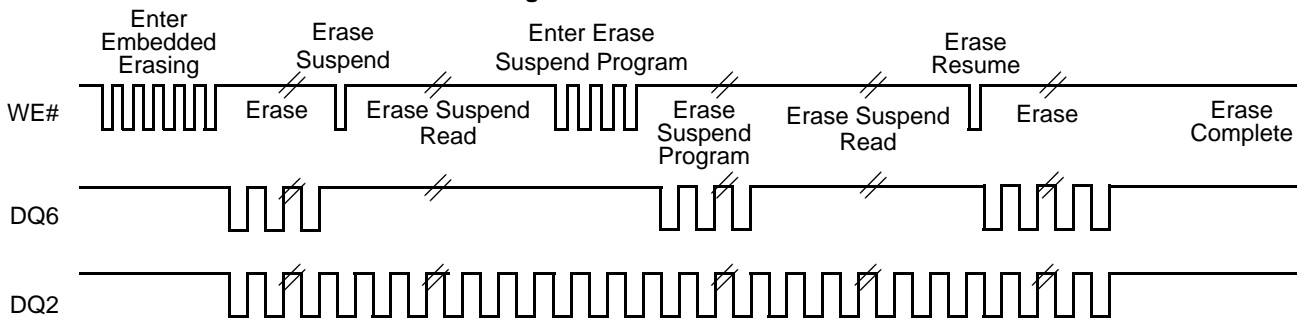 Enter
Embedded
Erasing
Erase
Suspend
Enter Erase
Suspend Program
Erase
Resume
WE#
Erase
Erase Suspend
Read
Erase
Suspend
Program
Erase Suspend
Read
Erase
Erase
Complete
DQ6
DQ2